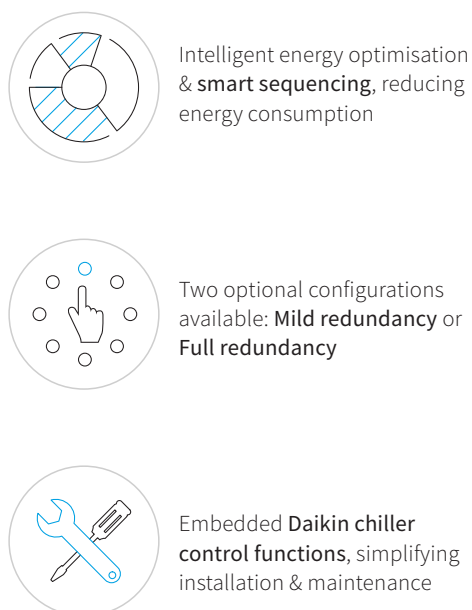 Intelligent energy optimisation
& smart sequencing, reducing
energy consumption
Two optional configurations
available: Mild redundancy or
Full redundancy
Embedded Daikin chiller
control functions, simplifying
installation & maintenance